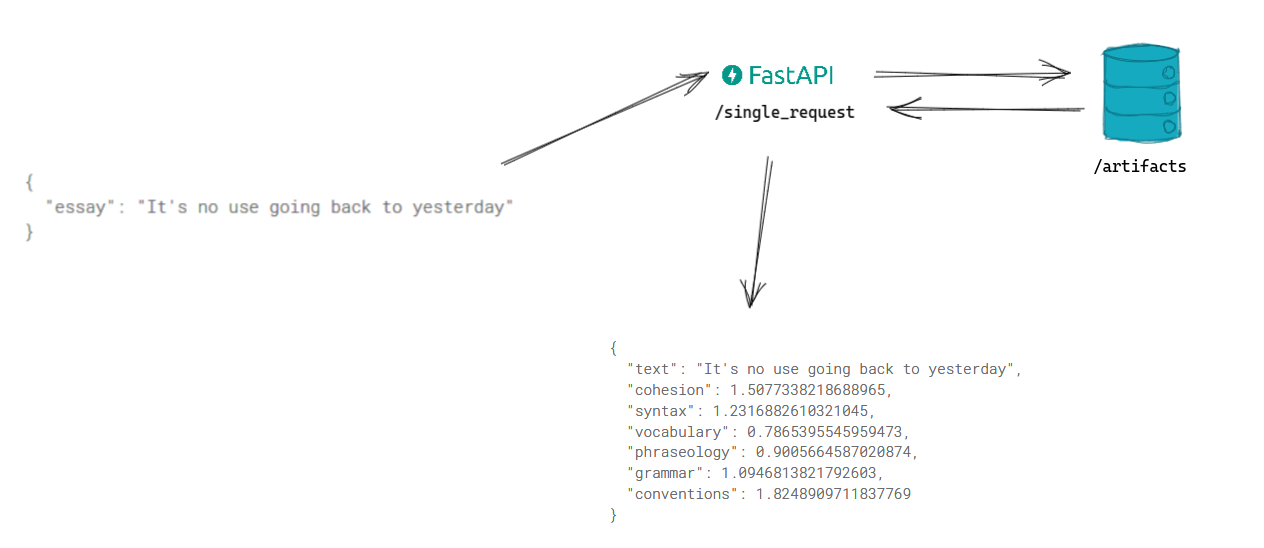 FastAPI
/single_request
/artifacts
{
"essay": "It's no use going back to yesterday"
}
{
"text": "It's no use going back to yesterday",
"cohesion": 1.5077338218688965,
"syntax": 1.2316882610321045,
"vocabulary": 0.7865395545959473,
"phraseology": 0.9005664587020874,
"grammar": 1.0946813821792603,
"conventions": 1.8248909711837769
}